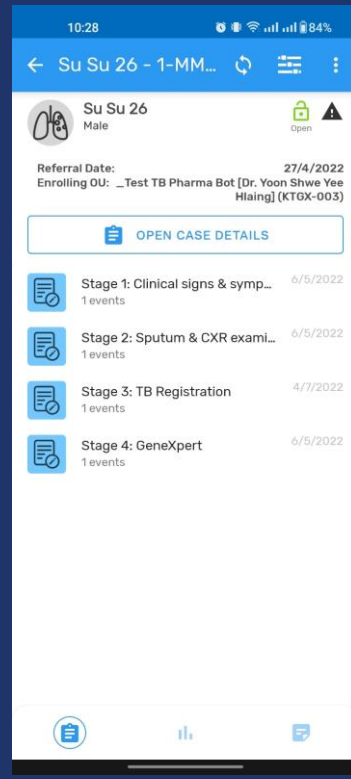 10:28
84%
Su Su 26 - 1-MM...
Su Su 26
Male
Open
Referral Date: 27/4/2022
Enrolling OU: _Test TB Pharma Bot [Dr. Yoon Shwe Yee
Hlaing] (KTGX-003)
OPEN CASE DETAILS
Stage 1: Clinical signs & symp... 6/5/2022
1 events
Stage 2: Sputum & CXR exami... 6/5/2022
1 events
Stage 3: TB Registration 4/7/2022
1 events
Stage 4: GeneXpert 6/5/2022
1 events